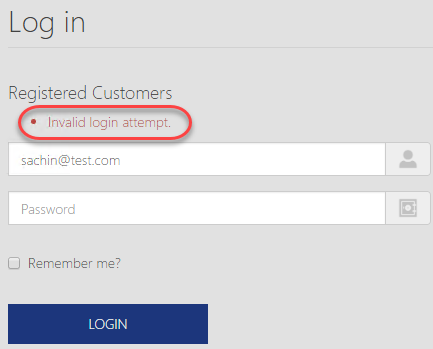 Log in
Registered Customers
Invalid login attempt.
sachin@test.com
Password
Remember me?
LOGIN